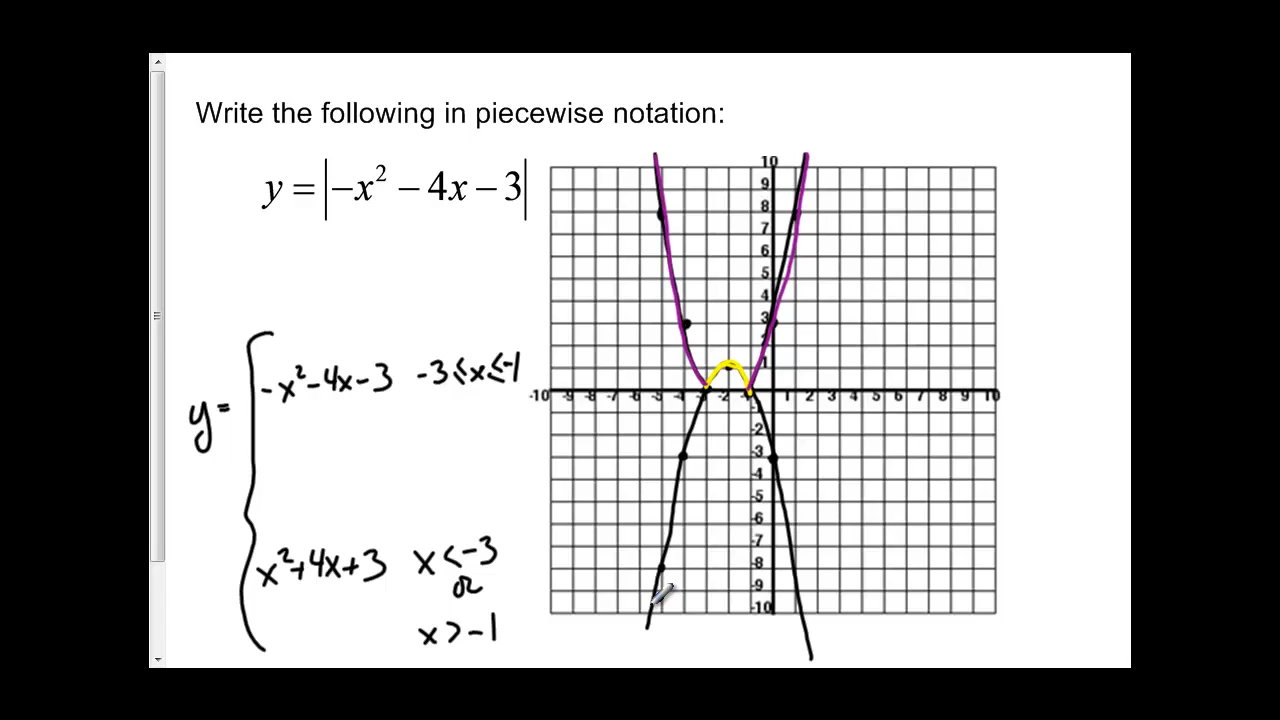 Write the following in piecewise notation:
y = |−x² − 4x − 3|
y = { -x²-4x-3 -3≤x≤-1
x²+4x+3 x<-3
or
x>-1
10
9
8
7
6
5
4
3
2
1
-10 -9 -8 -7 -6 -5 -4 -3 -2 -1 1 2 3 4 5 6 7 8 9 10
-1
-2
-3
-4
-5
-6
-7
-8
-9
-10